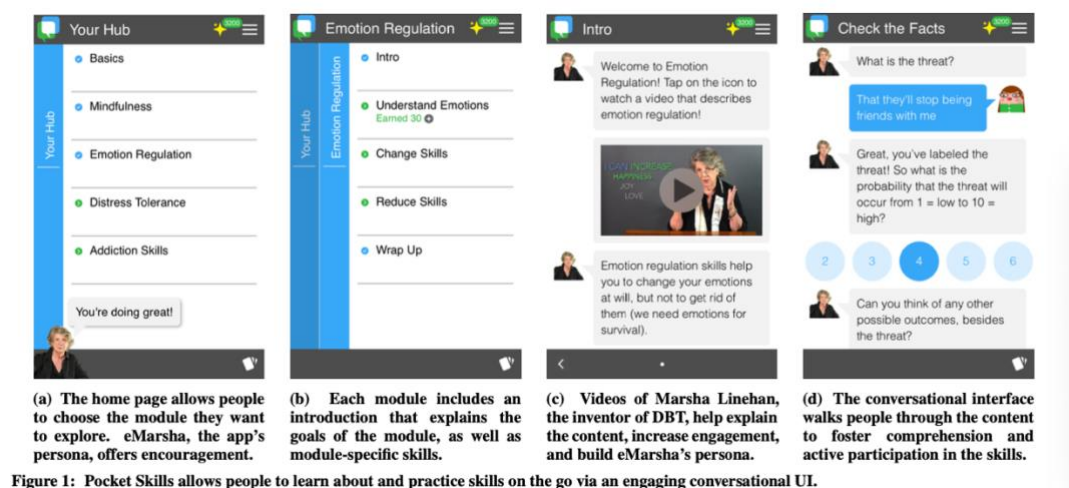 Your Hub
3200
Your Hub
Basics
Mindfulness
Emotion Regulation
Distress Tolerance
Addiction Skills
You're doing great!
Emotion Regulation
3200
Your Hub
Emotion Regulation
Intro
Understand Emotions
Earned 30
Change Skills
Reduce Skills
Wrap Up
Intro
3200
Welcome to Emotion
Regulation! Tap on the icon to
watch a video that describes
emotion regulation!
I CAN INCREASE
HAPPINESS
JOY
LOVE
Emotion regulation skills help
you to change your emotions
at will, but not to get rid of
them (we need emotions for
survival).
Check the Facts
3200
What is the threat?
That they'll stop being
friends with me
Great, you've labeled the
threat! So what is the
probability that the threat will
occur from 1 = low to 10 =
high?
2 3 4 5 6
Can you think of any other
possible outcomes, besides
the threat?
(a) The home page allows people
to choose the module they want
to explore. eMarsha, the app's
persona, offers encouragement.
(b) Each module includes an
introduction that explains the
goals of the module, as well as
module-specific skills.
(c) Videos of Marsha Linehan,
the inventor of DBT, help explain
the content, increase engagement,
and build eMarsha's persona.
(d) The conversational interface
walks people through the content
to foster comprehension and
active participation in the skills.
Figure 1: Pocket Skills allows people to learn about and practice skills on the go via an engaging conversational UI.